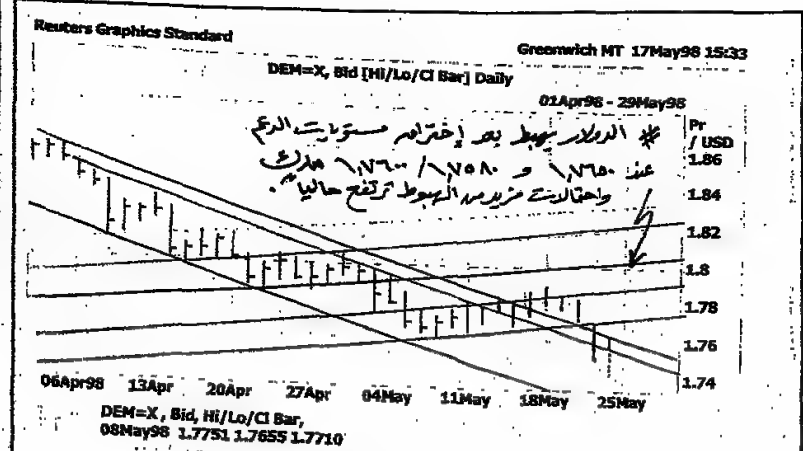 Reuters Graphics Standard
Greenwich MT 17May98 15:33
DEM=X, Bid [Hi/Lo/Cl Bar] Daily
01Apr98 - 29May98
# الدولار يهبط بعد إختراقه مستويات الدعم
عند ١,٧٦٥٠ و ١,٧٥٨٠/١,٧٦٠٠ مارك
واحتمالات مزيد من الهبوط ترتفع حالياً.
Pr
/ USD
1.86
1.84
1.82
1.8
1.78
1.76
1.74
06Apr98 13Apr 20Apr 27Apr 04May 11May 18May 25May
DEM=X , Bid, Hi/Lo/Cl Bar,
08May98 1.7751 1.7655 1.7710